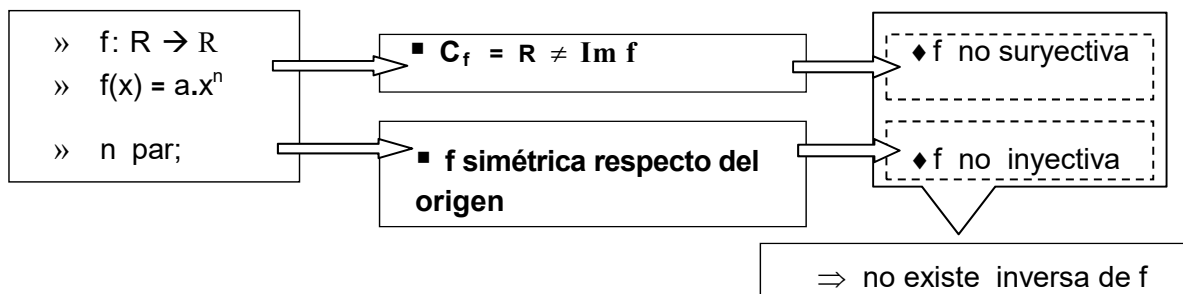 » f: R → R
» f(x) = a.xⁿ
» n par;
▪ C_f = R ≠ Im f
▪ f simétrica respecto del
origen
♦ f no suryectiva
♦ f no inyectiva
⇒ no existe inversa de f